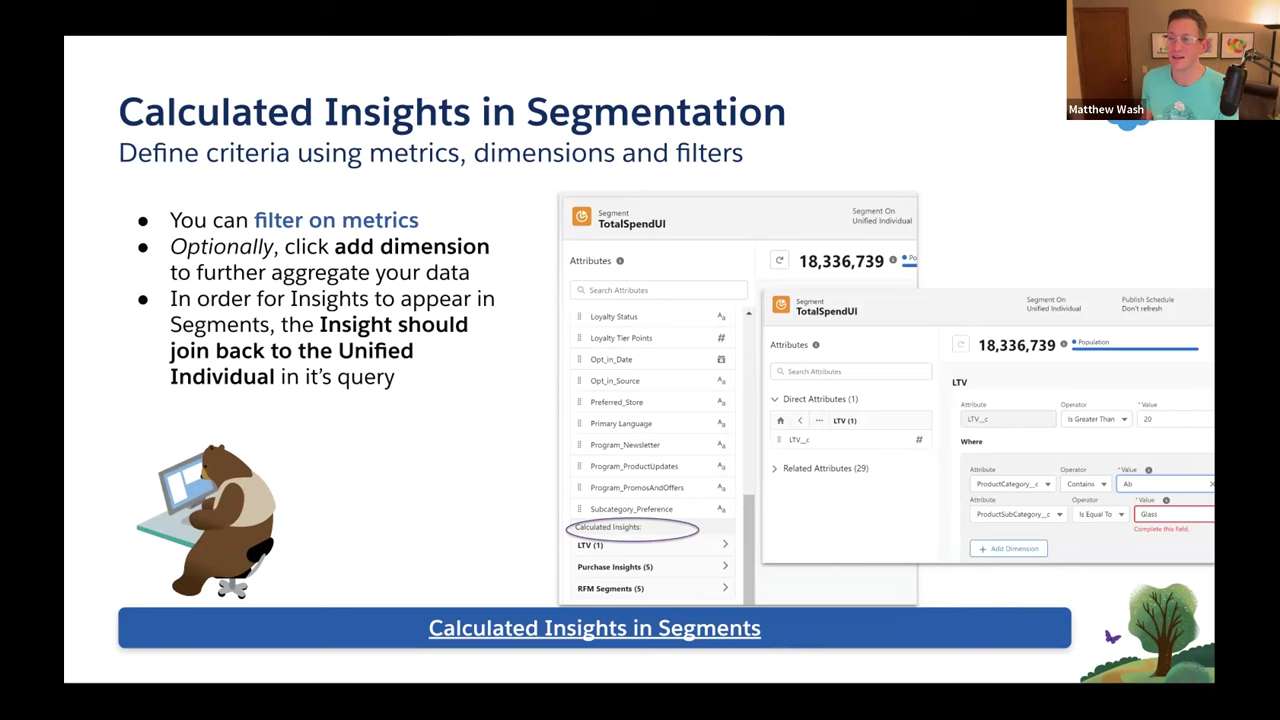 Matthew Wash
Calculated Insights in Segmentation
Define criteria using metrics, dimensions and filters
● You can filter on metrics
● Optionally, click add dimension
to further aggregate your data
● In order for Insights to appear in
Segments, the Insight should
join back to the Unified
Individual in it's query
Segment
TotalSpendUI
Segment On
Unified Individual
Attributes
18,336,739
Po
Search Attributes
Loyalty Status
Loyalty Tier Points
Opt_in_Date
Opt_in_Source
Preferred_Store
Primary Language
Program_Newsletter
Program_ProductUpdates
Program_PromosAndOffers
Subcategory_Preference
Calculated Insights:
LTV (1)
Purchase Insights (5)
RFM Segments (5)
Segment
TotalSpendUI
Segment On
Unified Individual
Publish Schedule
Don't refresh
Attributes
18,336,739
Population
Search Attributes
Direct Attributes (1)
LTV (1)
LTV__c
Related Attributes (29)
LTV
Attribute Operator * Value
LTV__c Is Greater Than 20
Where
Attribute Operator * Value
ProductCategory__c Contains Ab
Attribute Operator * Value
ProductSubCategory__c Is Equal To Glass
Complete this field.
+ Add Dimension
Calculated Insights in Segments